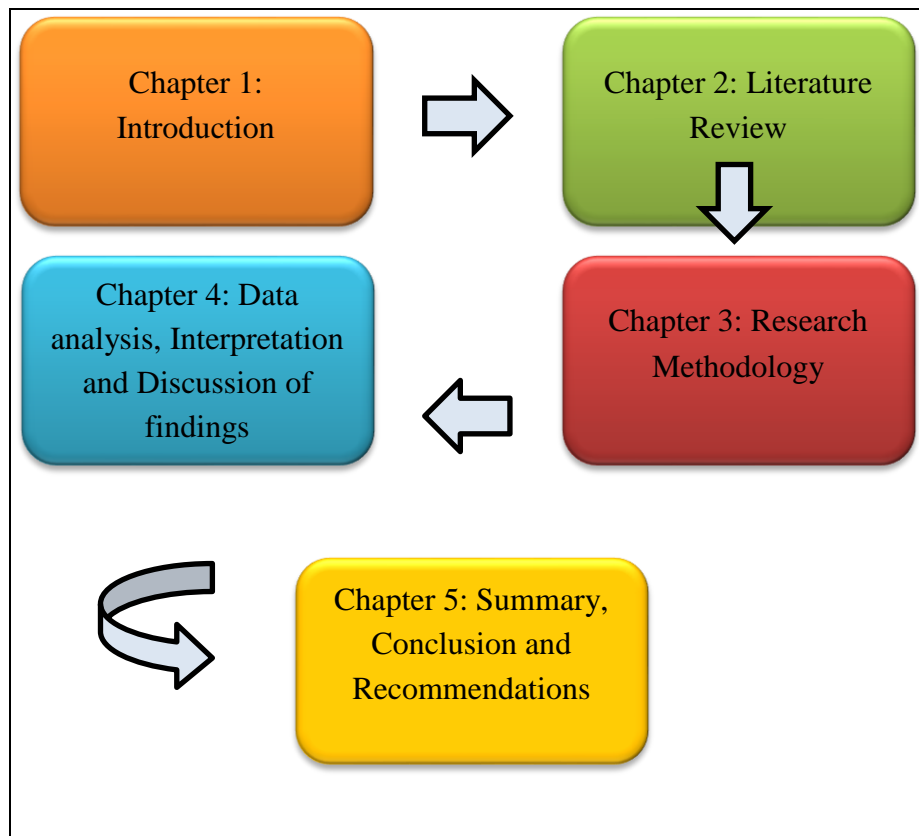 Chapter 1:
Introduction
Chapter 2: Literature
Review
Chapter 3: Research
Methodology
Chapter 4: Data
analysis, Interpretation
and Discussion of
findings
Chapter 5: Summary,
Conclusion and
Recommendations